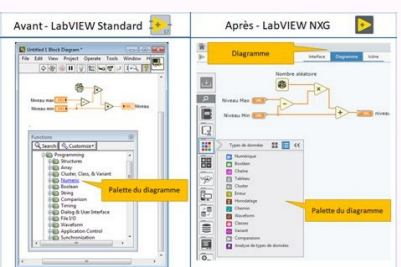 Avant - LabVIEW Standard
Après - LabVIEW NXG
Untitled 1 Block Diagram *
File Edit View Project Operate Tools Window H
Niveau max
Niveau min
Niveau
Functions
Search
Customize
Programming
Structures
Array
Cluster, Class, & Variant
Numeric
Boolean
String
Comparison
Timing
Dialog & User Interface
File I/O
Waveform
Application Control
Synchronization
Palette du diagramme
Diagramme
Interface
Diagramme
Icône
Nombre aléatoire
Niveau Max
Niveau Min
niveau
Types de données
Numérique
Booléen
Chaîne
Tableau
Cluster
Erreur
Horodatage
Chemin
Waveform
Classes
Variant
Comparaison
Analyse de types de données
Palette du diagramme